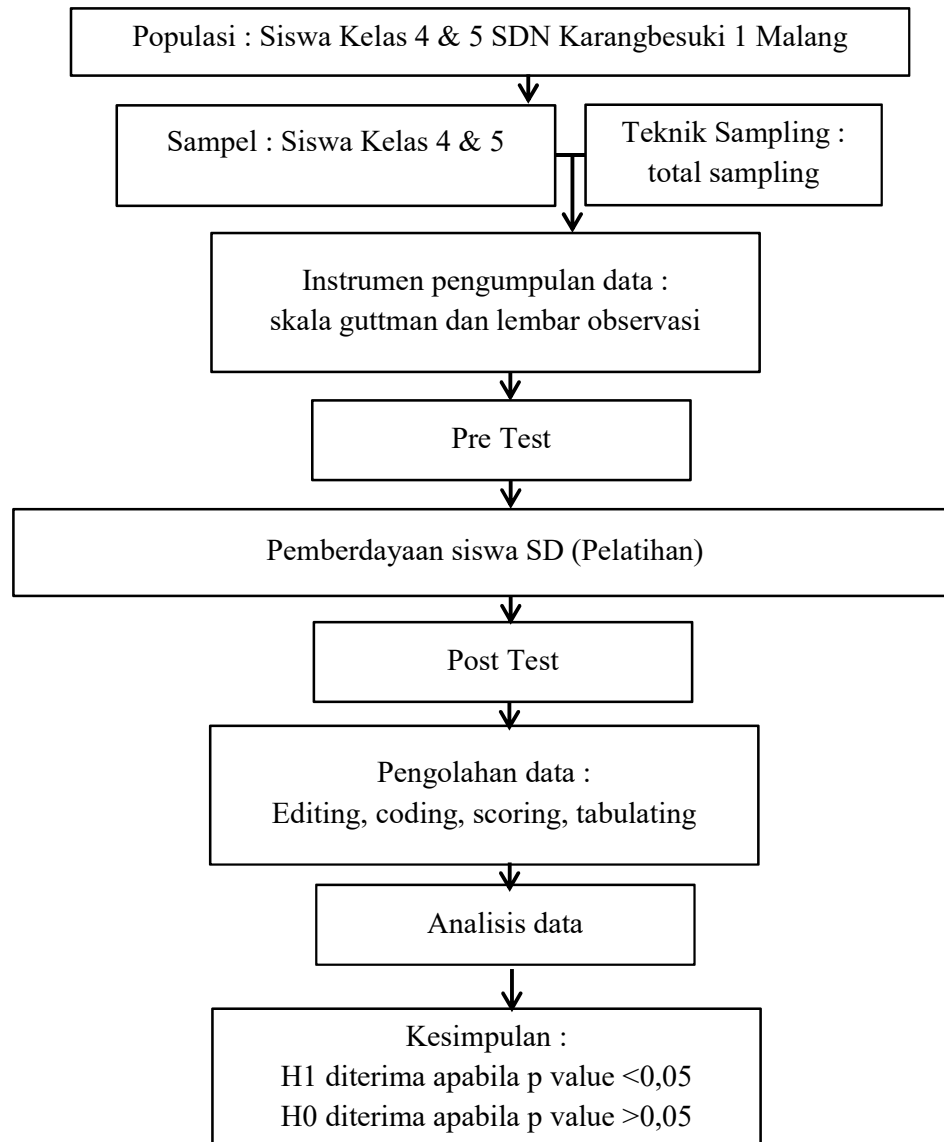 Populasi : Siswa Kelas 4 & 5 SDN Karangbesuki 1 Malang
Sampel : Siswa Kelas 4 & 5
Teknik Sampling :
total sampling
Instrumen pengumpulan data :
skala guttman dan lembar observasi
Pre Test
Pemberdayaan siswa SD (Pelatihan)
Post Test
Pengolahan data :
Editing, coding, scoring, tabulating
Analisis data
Kesimpulan :
H1 diterima apabila p value <0,05
H0 diterima apabila p value >0,05